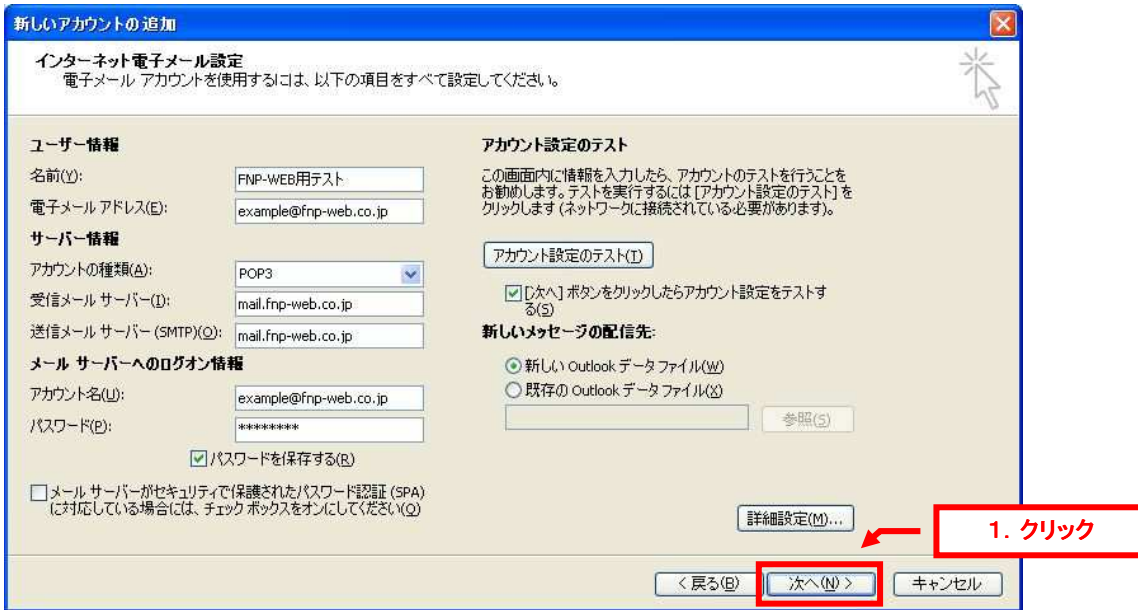 新しいアカウントの追加
インターネット電子メール設定
電子メール アカウントを使用するには、以下の項目をすべて設定してください。
ユーザー情報
名前(Y):
FNP-WEB用テスト
電子メール アドレス(E):
example@fnp-web.co.jp
サーバー情報
アカウントの種類(A):
POP3
受信メール サーバー(I):
mail.fnp-web.co.jp
送信メール サーバー (SMTP)(O):
mail.fnp-web.co.jp
メール サーバーへのログオン情報
アカウント名(U):
example@fnp-web.co.jp
パスワード(P):
********
パスワードを保存する(R)
メール サーバーがセキュリティで保護されたパスワード認証 (SPA)
に対応している場合には、チェック ボックスをオンにしてください(Q)
アカウント設定のテスト
この画面内に情報を入力したら、アカウントのテストを行うことを
お勧めします。テストを実行するには [アカウント設定のテスト] を
クリックします (ネットワークに接続されている必要があります)。
アカウント設定のテスト(T)
[次へ] ボタンをクリックしたらアカウント設定をテストす
る(S)
新しいメッセージの配信先:
新しい Outlook データ ファイル(W)
既存の Outlook データ ファイル(X)
参照(S)
詳細設定(M)...
1. クリック
< 戻る(B)
次へ(N) >
キャンセル